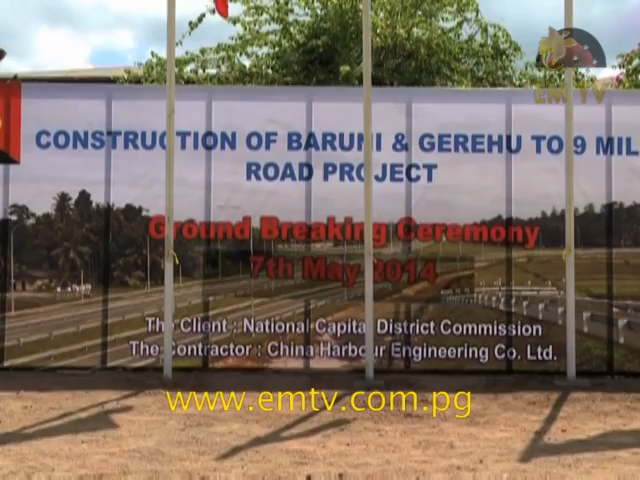 EMTV
CONSTRUCTION OF BARUNI & GEREHU TO 9 MIL
ROAD PROJECT
Ground Breaking Ceremony
7th May 2014
The Client : National Capital District Commission
The Contractor : China Harbour Engineering Co. Ltd.
www.emtv.com.pg